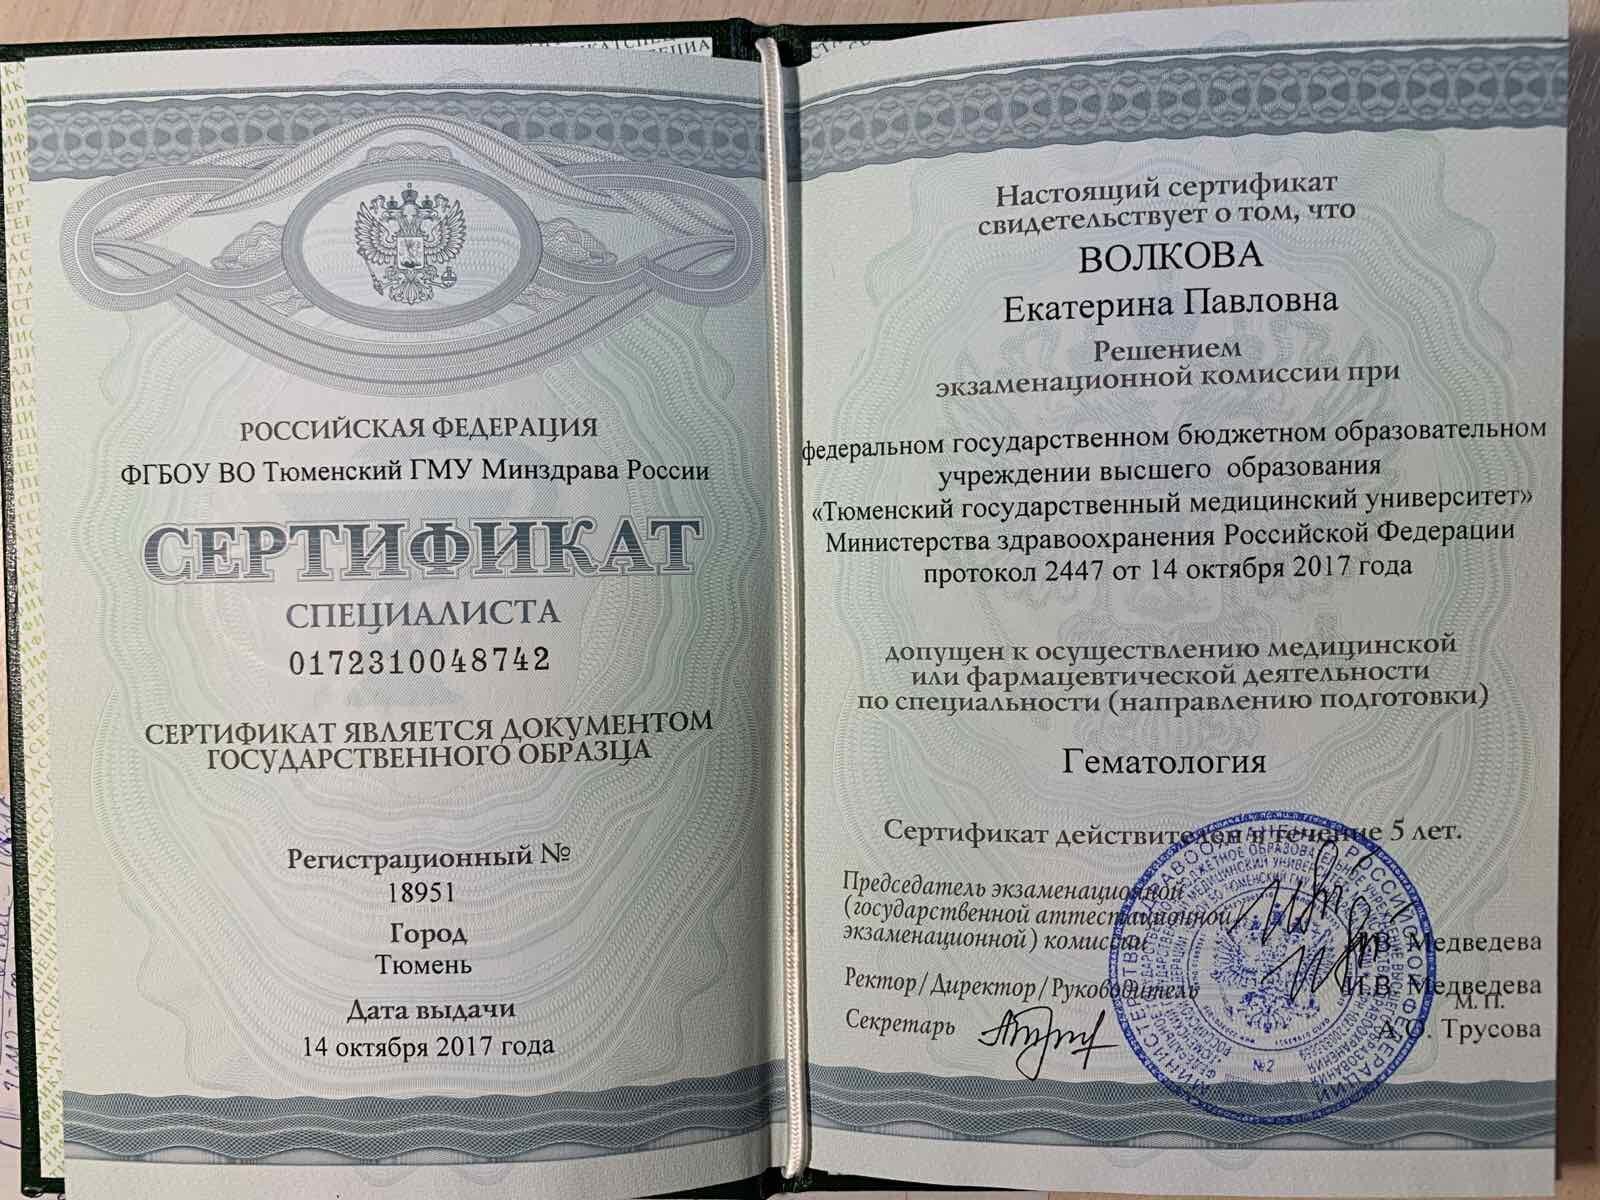 РОССИЙСКАЯ ФЕДЕРАЦИЯ
ФГБОУ ВО Тюменский ГМУ Минздрава России
СЕРТИФИКАТ
СПЕЦИАЛИСТА
0172310048742
СЕРТИФИКАТ ЯВЛЯЕТСЯ ДОКУМЕНТОМ
ГОСУДАРСТВЕННОГО ОБРАЗЦА
Регистрационный №
18951
Город
Тюмень
Дата выдачи
14 октября 2017 года
Настоящий сертификат
свидетельствует о том, что
ВОЛКОВА
Екатерина Павловна
Решением
экзаменационной комиссии при
федеральном государственном бюджетном образовательном
учреждении высшего образования
«Тюменский государственный медицинский университет»
Министерства здравоохранения Российской Федерации
протокол 2447 от 14 октября 2017 года
допущен к осуществлению медицинской
или фармацевтической деятельности
по специальности (направлению подготовки)
Гематология
Сертификат действителен в течение 5 лет.
Председатель экзаменационной
(государственной аттестационной
экзаменационной) комиссии
Медведева
Ректор/Директор/Руководитель
И.В. Медведева
М.П.
Секретарь
А.О. Трусова
№2